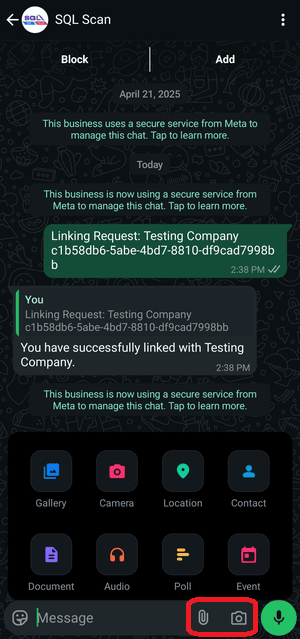 SQL
SQL Scan
Block
Add
April 21, 2025
This business uses a secure service from Meta to
manage this chat. Tap to learn more.
Today
This business is now using a secure service from
Meta to manage this chat. Tap to learn more.
Linking Request: Testing Company
c1b58db6-5abe-4bd7-8810-df9cad7998b
b
2:38 PM
You
Linking Request: Testing Company
c1b58db6-5abe-4bd7-8810-df9cad7998bb
You have successfully linked with Testing
Company.
2:38 PM
This business is now using a secure service from
Meta to manage this chat. Tap to learn more.
Gallery
Camera
Location
Contact
Document
Audio
Poll
Event
Message